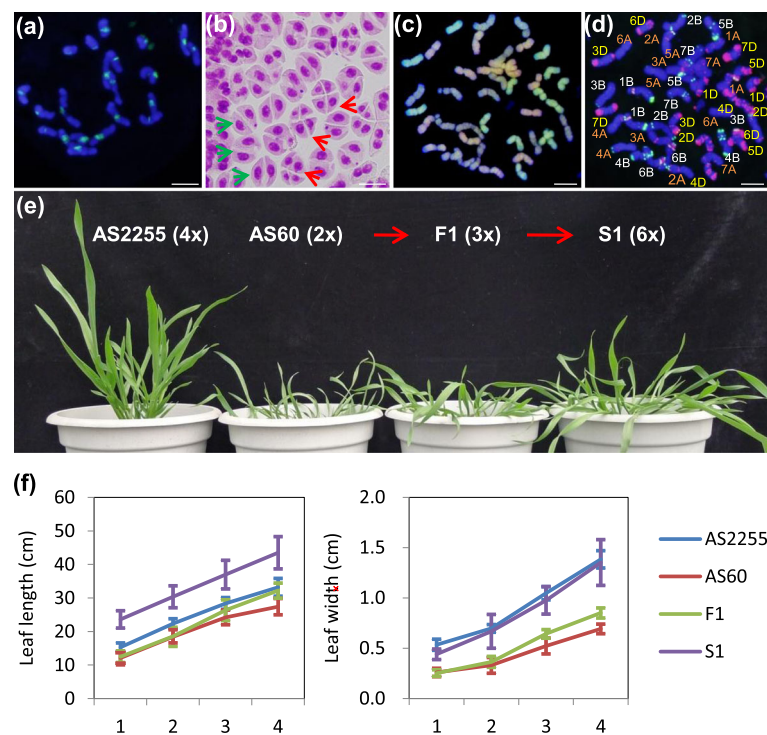 (a)
(b)
(c)
(d)
6D 2B 5B
6A 2A 1A
3D 5A 7B 7D
3A 7A 5D
3B 1B 5A 5B 1D 1A 1D
7B 4D 2D
7D 1B 2B 3D 6A 3B
4A 3A 2D 6D
4A 4B 6B 4B 5D
6B 7A
2A 4D
(e)
AS2255 (4x) AS60 (2x) F1 (3x) S1 (6x)
(f)
Leaf length (cm)
60
50
40
30
20
10
0
1 2 3 4
Leaf width (cm)
2.0
1.5
1.0
0.5
0.0
1 2 3 4
AS2255
AS60
F1
S1